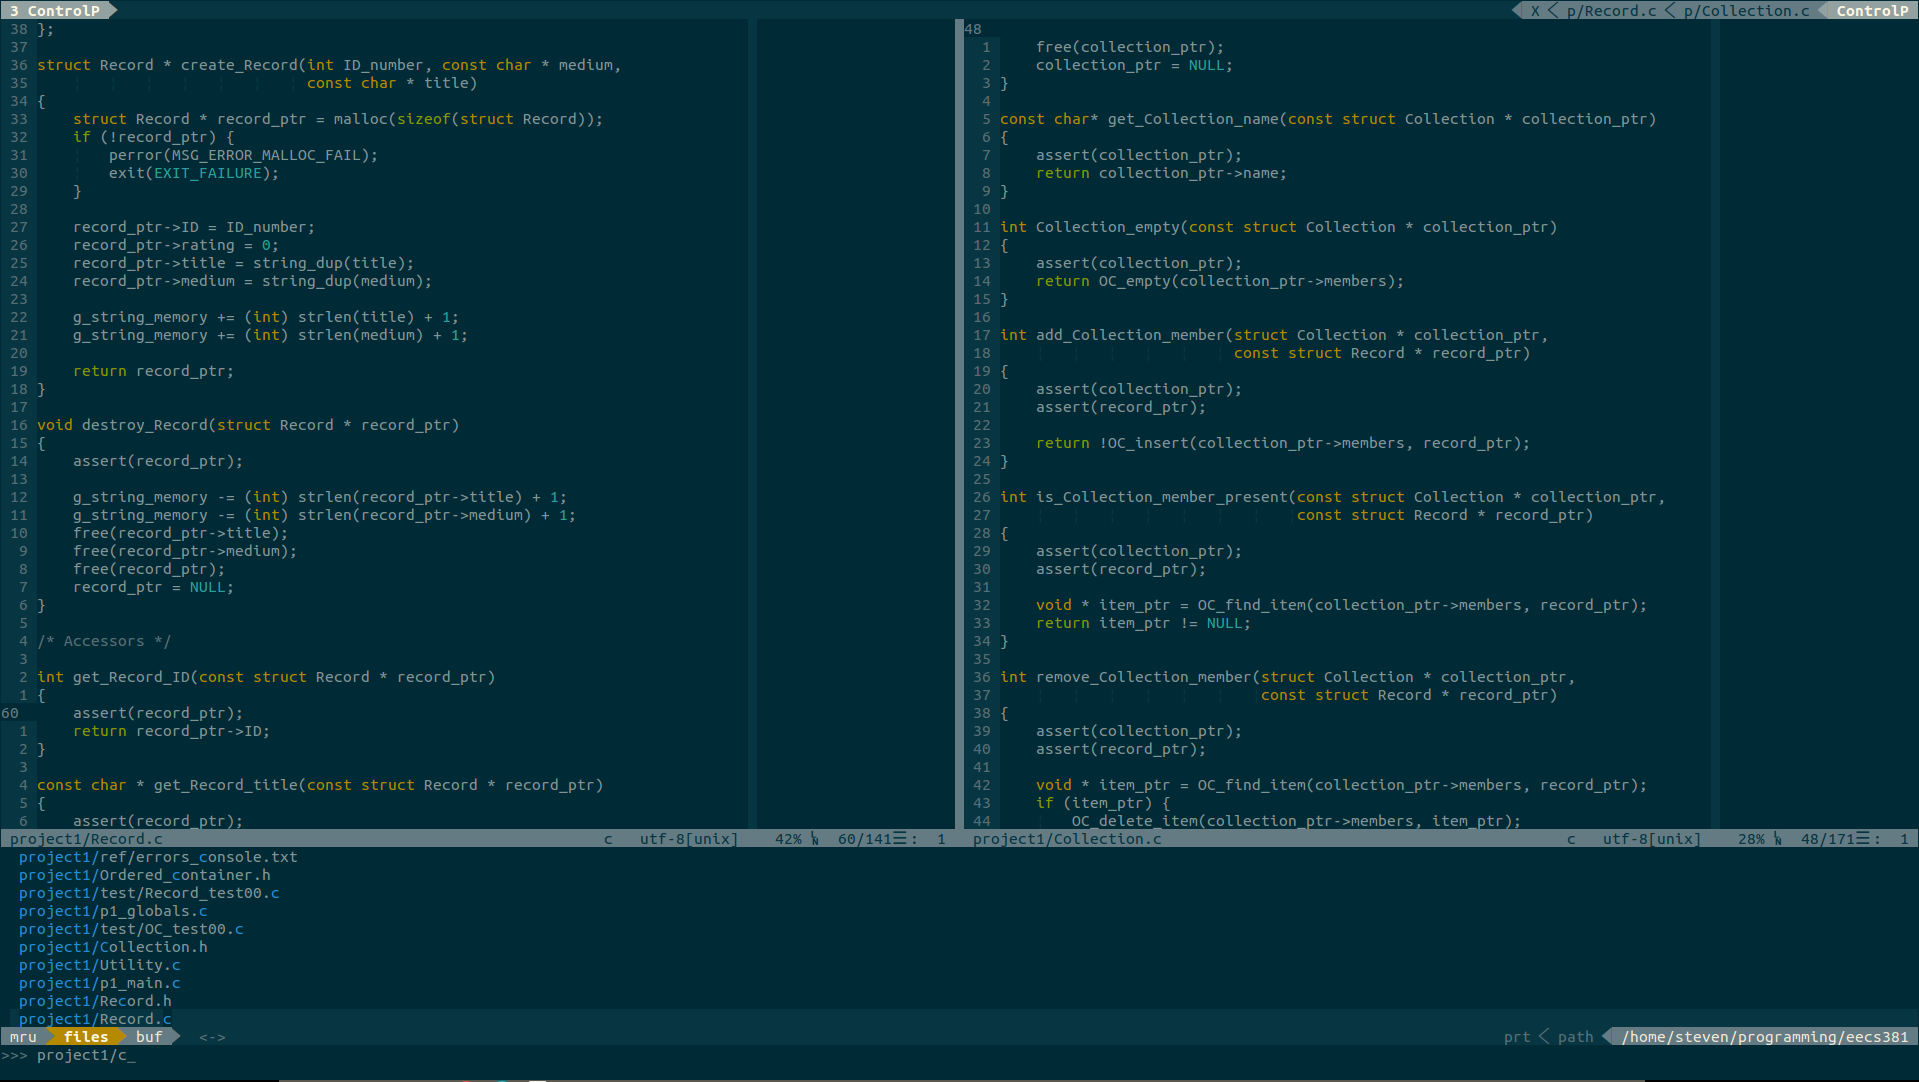 3 ControlP
X < p/Record.c < p/Collection.c ControlP
38 };
37
36 struct Record * create_Record(int ID_number, const char * medium,
35                               const char * title)
34 {
33     struct Record * record_ptr = malloc(sizeof(struct Record));
32     if (!record_ptr) {
31         perror(MSG_ERROR_MALLOC_FAIL);
30         exit(EXIT_FAILURE);
29     }
28
27     record_ptr->ID = ID_number;
26     record_ptr->rating = 0;
25     record_ptr->title = string_dup(title);
24     record_ptr->medium = string_dup(medium);
23
22     g_string_memory += (int) strlen(title) + 1;
21     g_string_memory += (int) strlen(medium) + 1;
20
19     return record_ptr;
18 }
17
16 void destroy_Record(struct Record * record_ptr)
15 {
14     assert(record_ptr);
13
12     g_string_memory -= (int) strlen(record_ptr->title) + 1;
11     g_string_memory -= (int) strlen(record_ptr->medium) + 1;
10     free(record_ptr->title);
9     free(record_ptr->medium);
8     free(record_ptr);
7     record_ptr = NULL;
6 }
5
4 /* Accessors */
3
2 int get_Record_ID(const struct Record * record_ptr)
1 {
60     assert(record_ptr);
1     return record_ptr->ID;
2 }
3
4 const char * get_Record_title(const struct Record * record_ptr)
5 {
6     assert(record_ptr);
project1/Record.c c utf-8[unix] 42% ␤ 60/141☰: 1
48
1     free(collection_ptr);
2     collection_ptr = NULL;
3 }
4
5 const char* get_Collection_name(const struct Collection * collection_ptr)
6 {
7     assert(collection_ptr);
8     return collection_ptr->name;
9 }
10
11 int Collection_empty(const struct Collection * collection_ptr)
12 {
13     assert(collection_ptr);
14     return OC_empty(collection_ptr->members);
15 }
16
17 int add_Collection_member(struct Collection * collection_ptr,
18                           const struct Record * record_ptr)
19 {
20     assert(collection_ptr);
21     assert(record_ptr);
22
23     return !OC_insert(collection_ptr->members, record_ptr);
24 }
25
26 int is_Collection_member_present(const struct Collection * collection_ptr,
27                                  const struct Record * record_ptr)
28 {
29     assert(collection_ptr);
30     assert(record_ptr);
31
32     void * item_ptr = OC_find_item(collection_ptr->members, record_ptr);
33     return item_ptr != NULL;
34 }
35
36 int remove_Collection_member(struct Collection * collection_ptr,
37                              const struct Record * record_ptr)
38 {
39     assert(collection_ptr);
40     assert(record_ptr);
41
42     void * item_ptr = OC_find_item(collection_ptr->members, record_ptr);
43     if (item_ptr) {
44         OC_delete_item(collection_ptr->members, item_ptr);
project1/Collection.c c utf-8[unix] 28% ␤ 48/171☰: 1
project1/ref/errors_console.txt
project1/Ordered_container.h
project1/test/Record_test00.c
project1/p1_globals.c
project1/test/OC_test00.c
project1/Collection.h
project1/Utility.c
project1/p1_main.c
project1/Record.h
project1/Record.c
mru files buf <-> prt < path /home/steven/programming/eecs381
>>> project1/c_